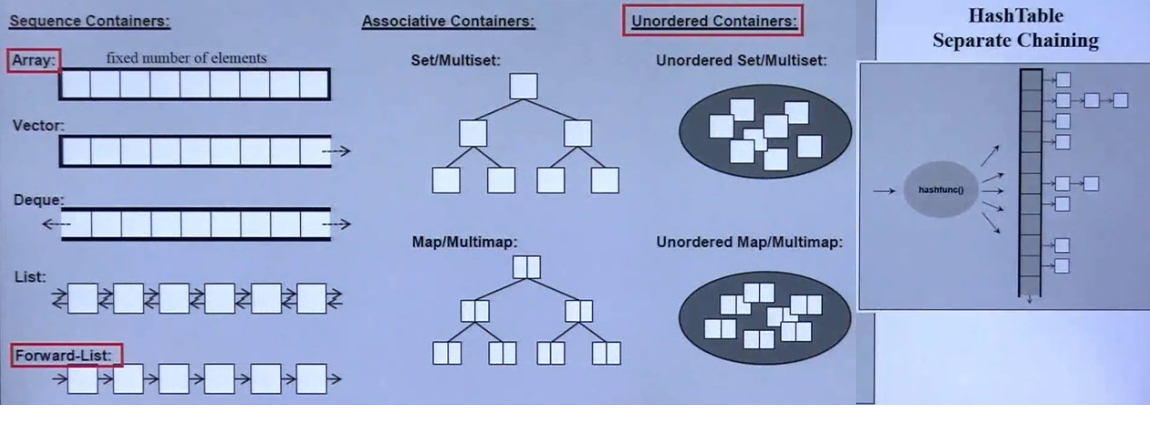 Sequence Containers:
Array:
fixed number of elements
Vector:
Deque:
List:
Forward-List:
Associative Containers:
Set/Multiset:
Map/Multimap:
Unordered Containers:
Unordered Set/Multiset:
Unordered Map/Multimap:
HashTable
Separate Chaining
hashfunc()